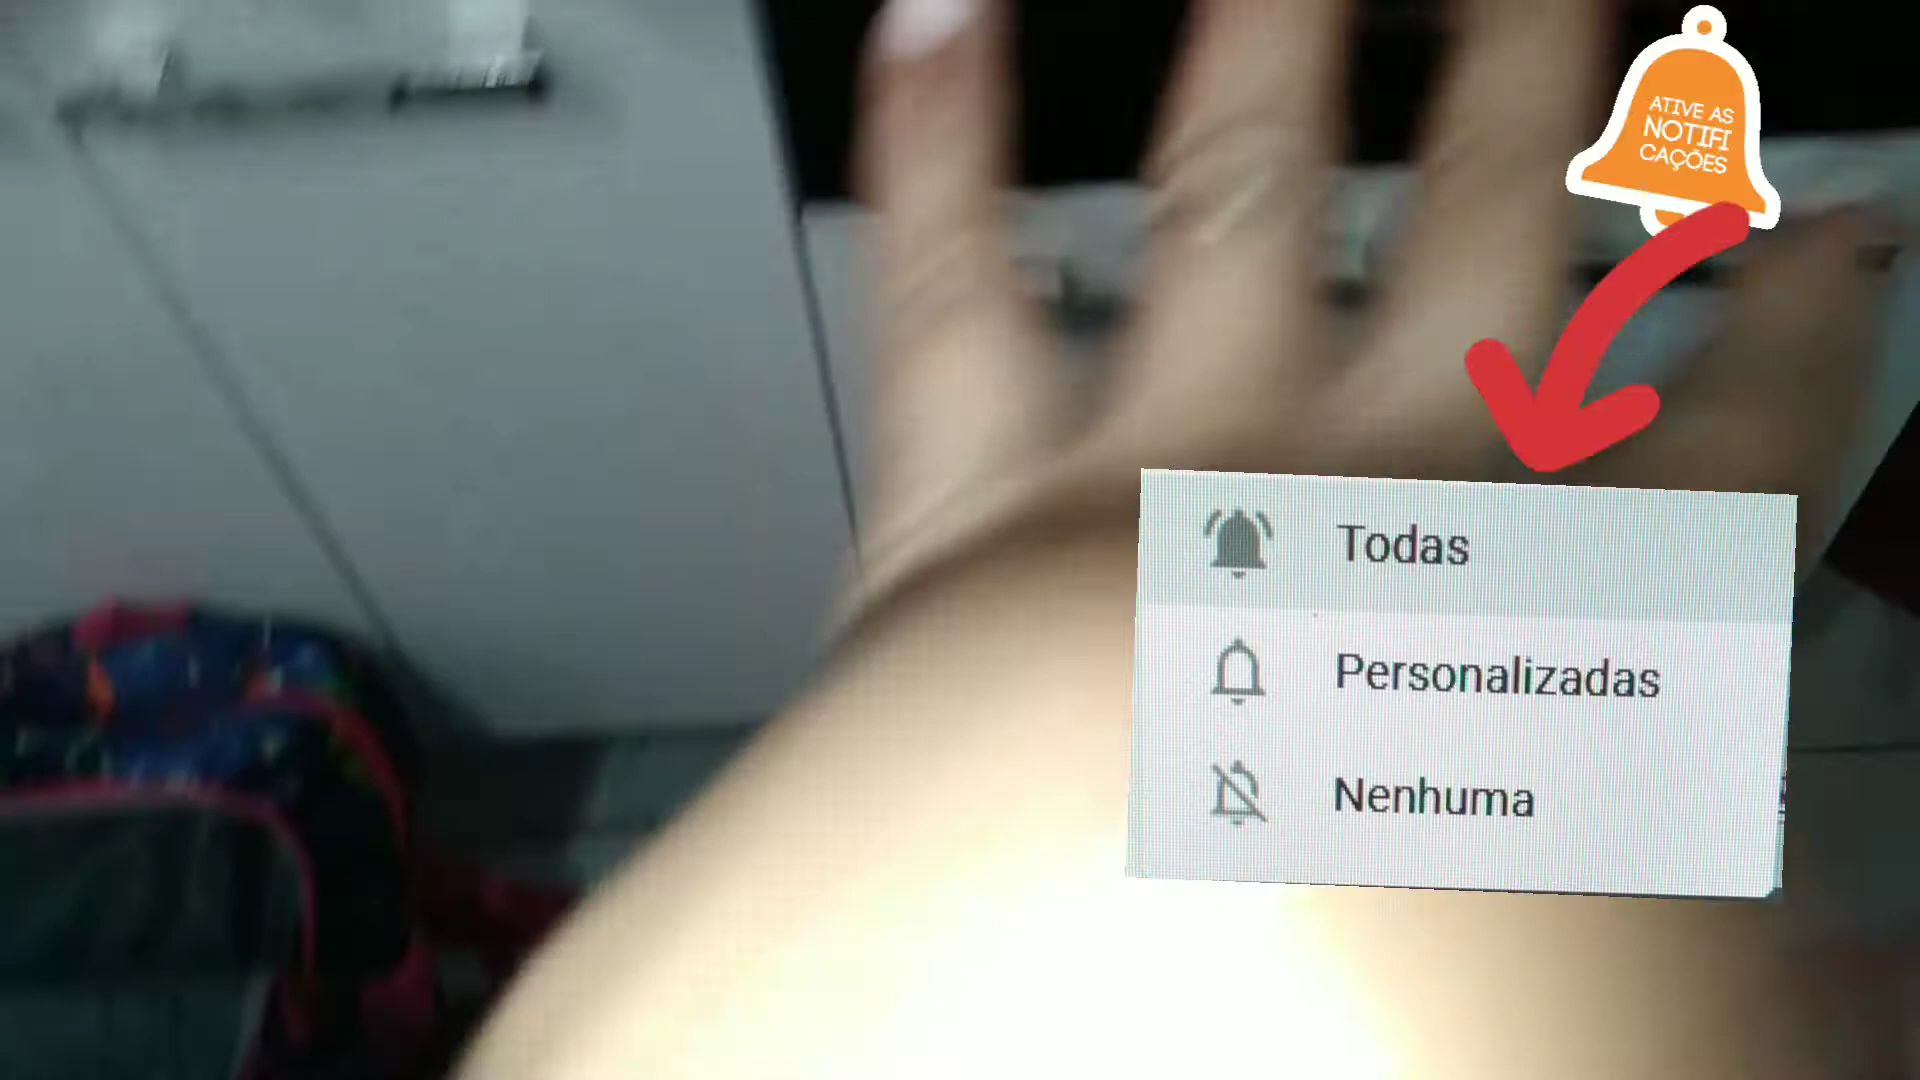 ATIVE AS
NOTIFI
CAÇÕES
Todas
Personalizadas
Nenhuma